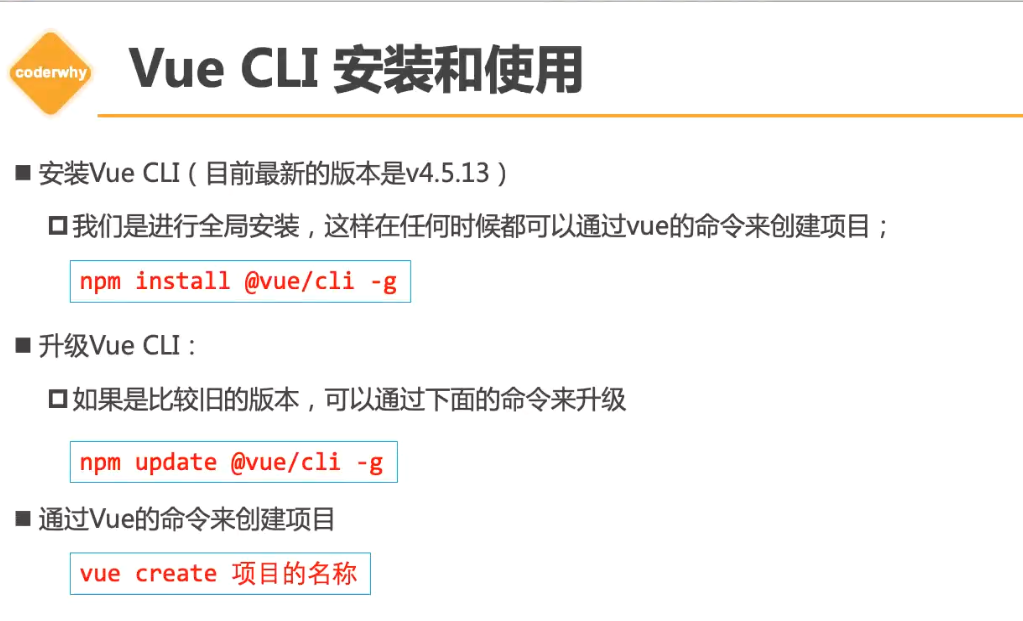 coderwhy
Vue CLI 安装和使用
安装Vue CLI（目前最新的版本是v4.5.13）
我们是进行全局安装，这样在任何时候都可以通过vue的命令来创建项目；
npm install @vue/cli -g
升级Vue CLI：
如果是比较旧的版本，可以通过下面的命令来升级
npm update @vue/cli -g
通过Vue的命令来创建项目
vue create 项目的名称